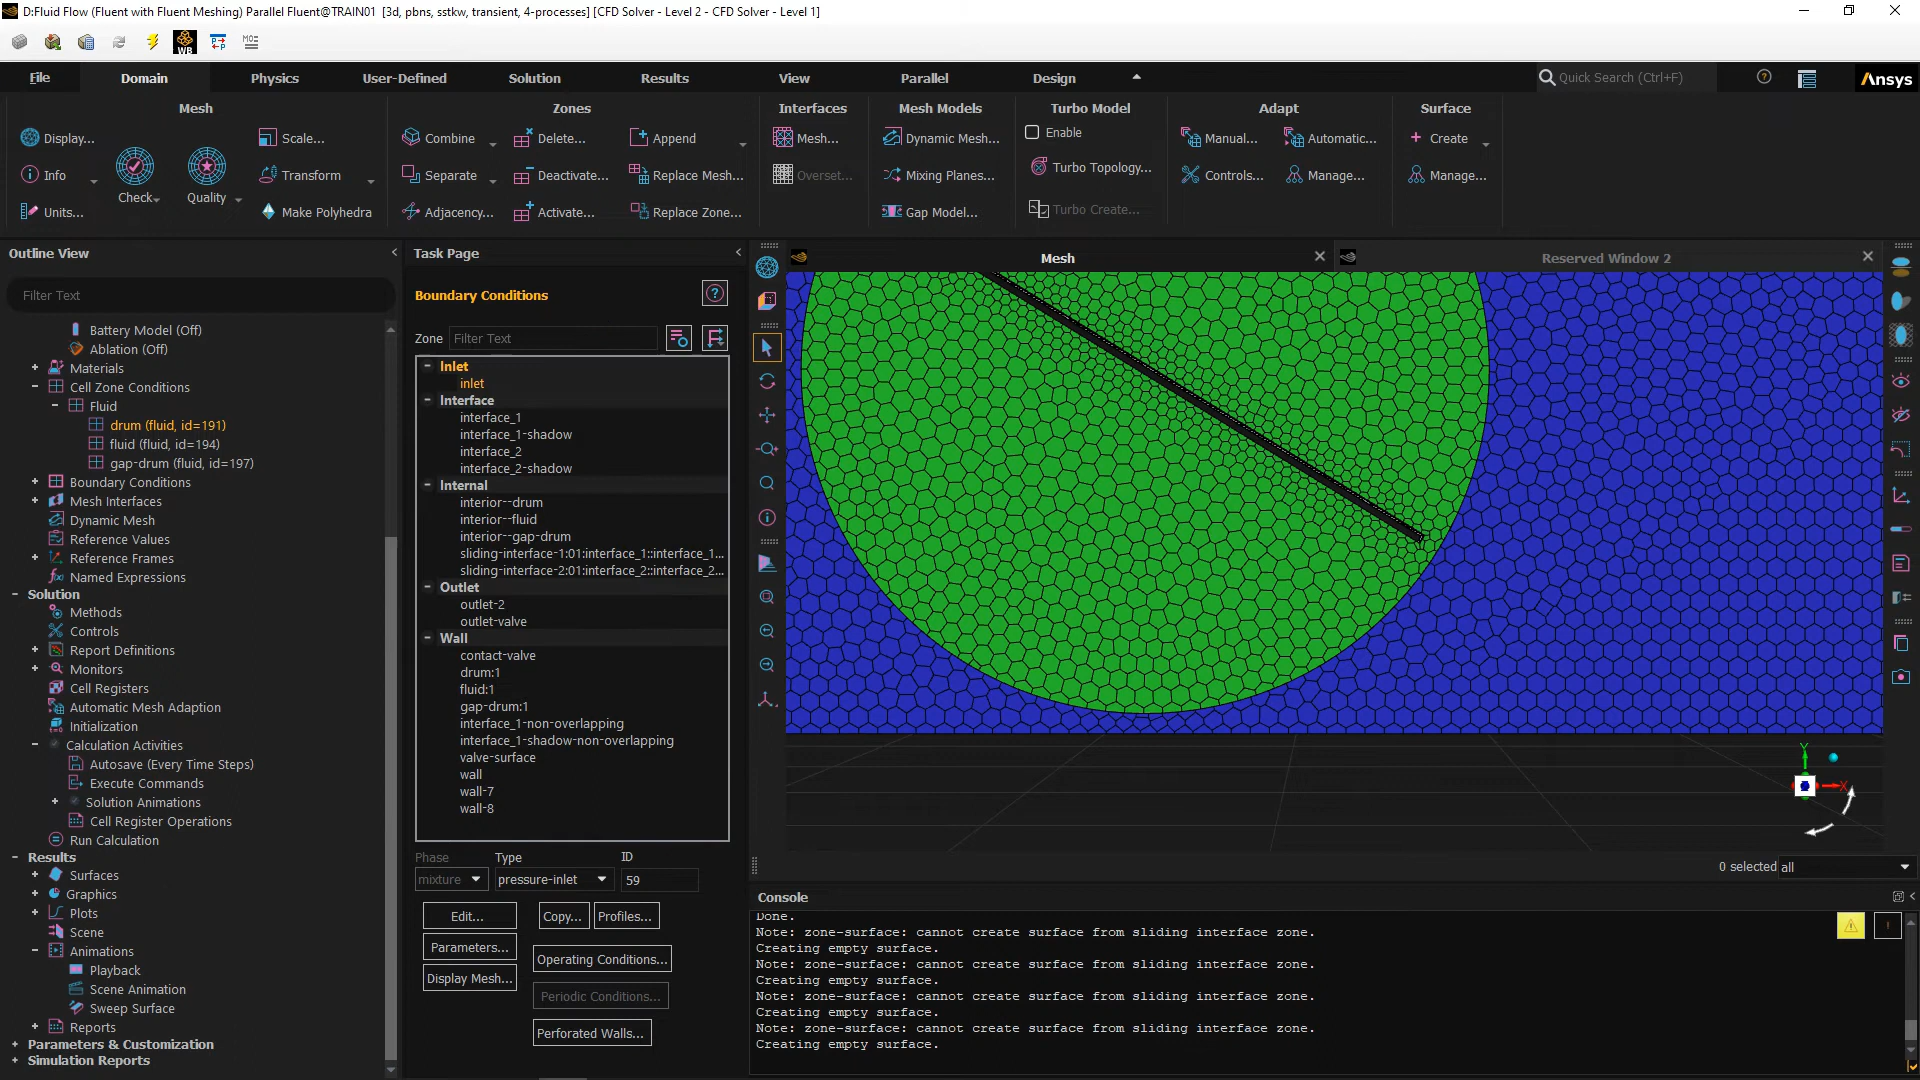 D:Fluid Flow (Fluent with Fluent Meshing) Parallel Fluent@TRAIN01 [3d, pbns, sstkw, transient, 4-processes] [CFD Solver - Level 2 - CFD Solver - Level 1]
WB
File Domain Physics User-Defined Solution Results View Parallel Design Quick Search (Ctrl+F) Ansys
Mesh Zones Interfaces Mesh Models Turbo Model Adapt Surface
Display... Scale... Combine Delete... Append Mesh... Dynamic Mesh... Enable Manual... Automatic... Create
Info Transform Separate Deactivate... Replace Mesh... Overset... Mixing Planes... Turbo Topology... Controls... Manage... Manage...
Check Quality
Units... Make Polyhedra Adjacency... Activate... Replace Zone... Gap Model... Turbo Create...
Outline View
Filter Text
Battery Model (Off)
Ablation (Off)
Materials
Cell Zone Conditions
Fluid
drum (fluid, id=191)
fluid (fluid, id=194)
gap-drum (fluid, id=197)
Boundary Conditions
Mesh Interfaces
Dynamic Mesh
Reference Values
Reference Frames
Named Expressions
Solution
Methods
Controls
Report Definitions
Monitors
Cell Registers
Automatic Mesh Adaption
Initialization
Calculation Activities
Autosave (Every Time Steps)
Execute Commands
Solution Animations
Cell Register Operations
Run Calculation
Results
Surfaces
Graphics
Plots
Scene
Animations
Playback
Scene Animation
Sweep Surface
Reports
Parameters & Customization
Simulation Reports
Task Page
Boundary Conditions
Zone Filter Text
Inlet
inlet
Interface
interface_1
interface_1-shadow
interface_2
interface_2-shadow
Internal
interior--drum
interior--fluid
interior--gap-drum
sliding-interface-1:01:interface_1::interface_1...
sliding-interface-2:01:interface_2::interface_2...
Outlet
outlet-2
outlet-valve
Wall
contact-valve
drum:1
fluid:1
gap-drum:1
interface_1-non-overlapping
interface_1-shadow-non-overlapping
valve-surface
wall
wall-7
wall-8
Phase Type ID
mixture pressure-inlet 59
Edit... Copy... Profiles...
Parameters... Operating Conditions...
Display Mesh... Periodic Conditions...
Perforated Walls...
Mesh
Reserved Window 2
Y
X
0 selected all
Console
Done.
Note: zone-surface: cannot create surface from sliding interface zone.
Creating empty surface.
Note: zone-surface: cannot create surface from sliding interface zone.
Creating empty surface.
Note: zone-surface: cannot create surface from sliding interface zone.
Creating empty surface.
Note: zone-surface: cannot create surface from sliding interface zone.
Creating empty surface.